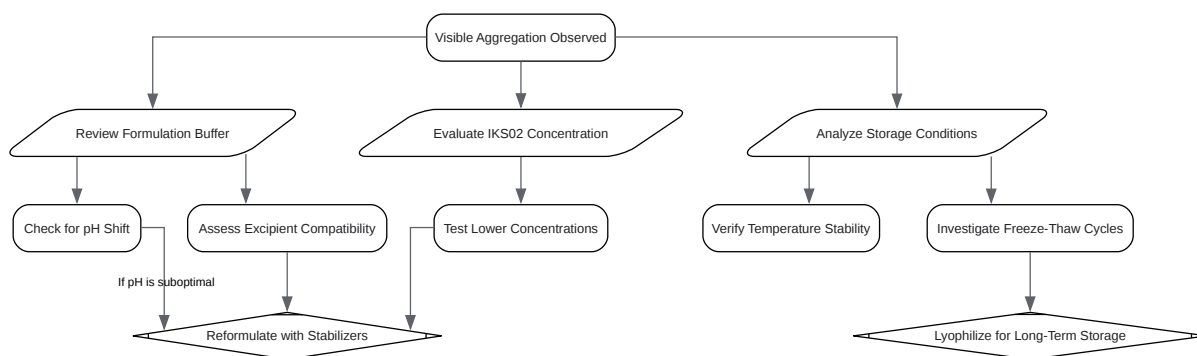 Visible Aggregation Observed
Review Formulation Buffer
Evaluate IKS02 Concentration
Analyze Storage Conditions
Check for pH Shift
Assess Excipient Compatibility
Test Lower Concentrations
Verify Temperature Stability
Investigate Freeze-Thaw Cycles
If pH is suboptimal
Reformulate with Stabilizers
Lyophilize for Long-Term Storage